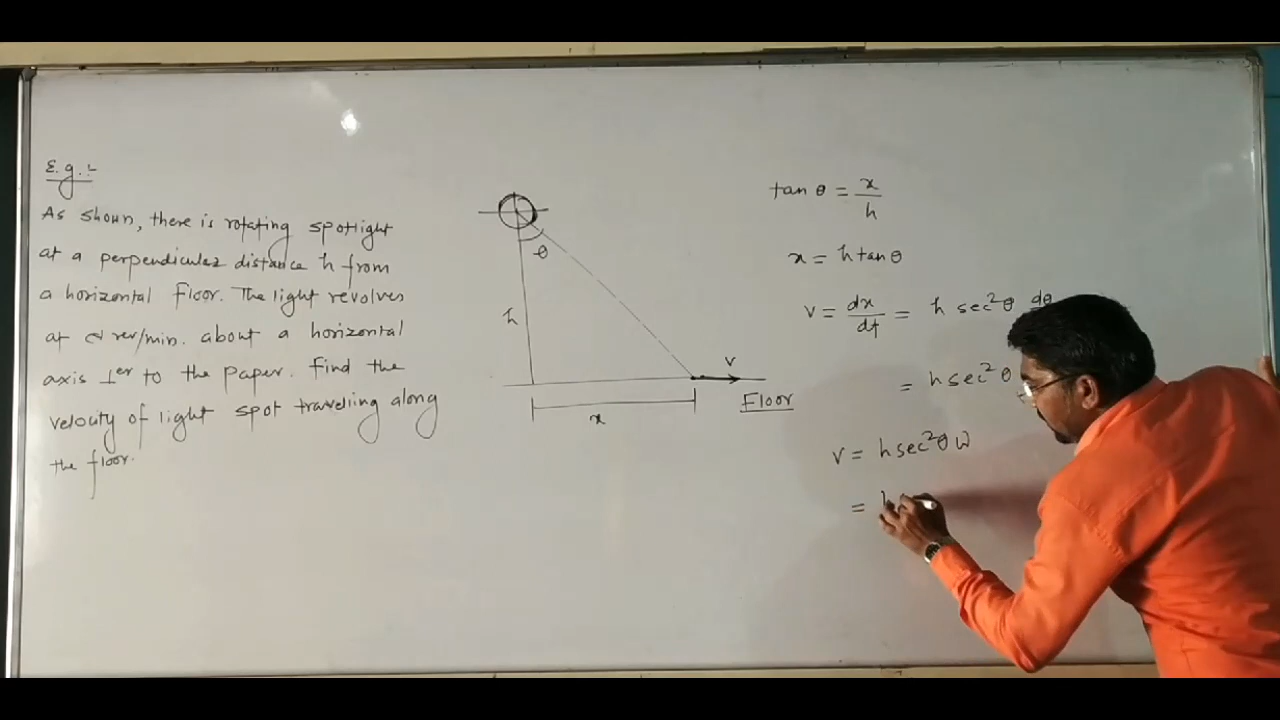 E.g.:-
As shown, there is rotating spotlight
at a perpendicular distance h from
a horizontal floor. The light revolves
at α rev/min. about a horizontal
axis ⊥er to the paper. Find the
velocity of light spot traveling along
the floor.
θ
h
v
x
Floor
tan θ = x/h
x = h tan θ
v = dx/dt = h sec²θ dθ
= h sec²θ
v = h sec²θ ω
= h